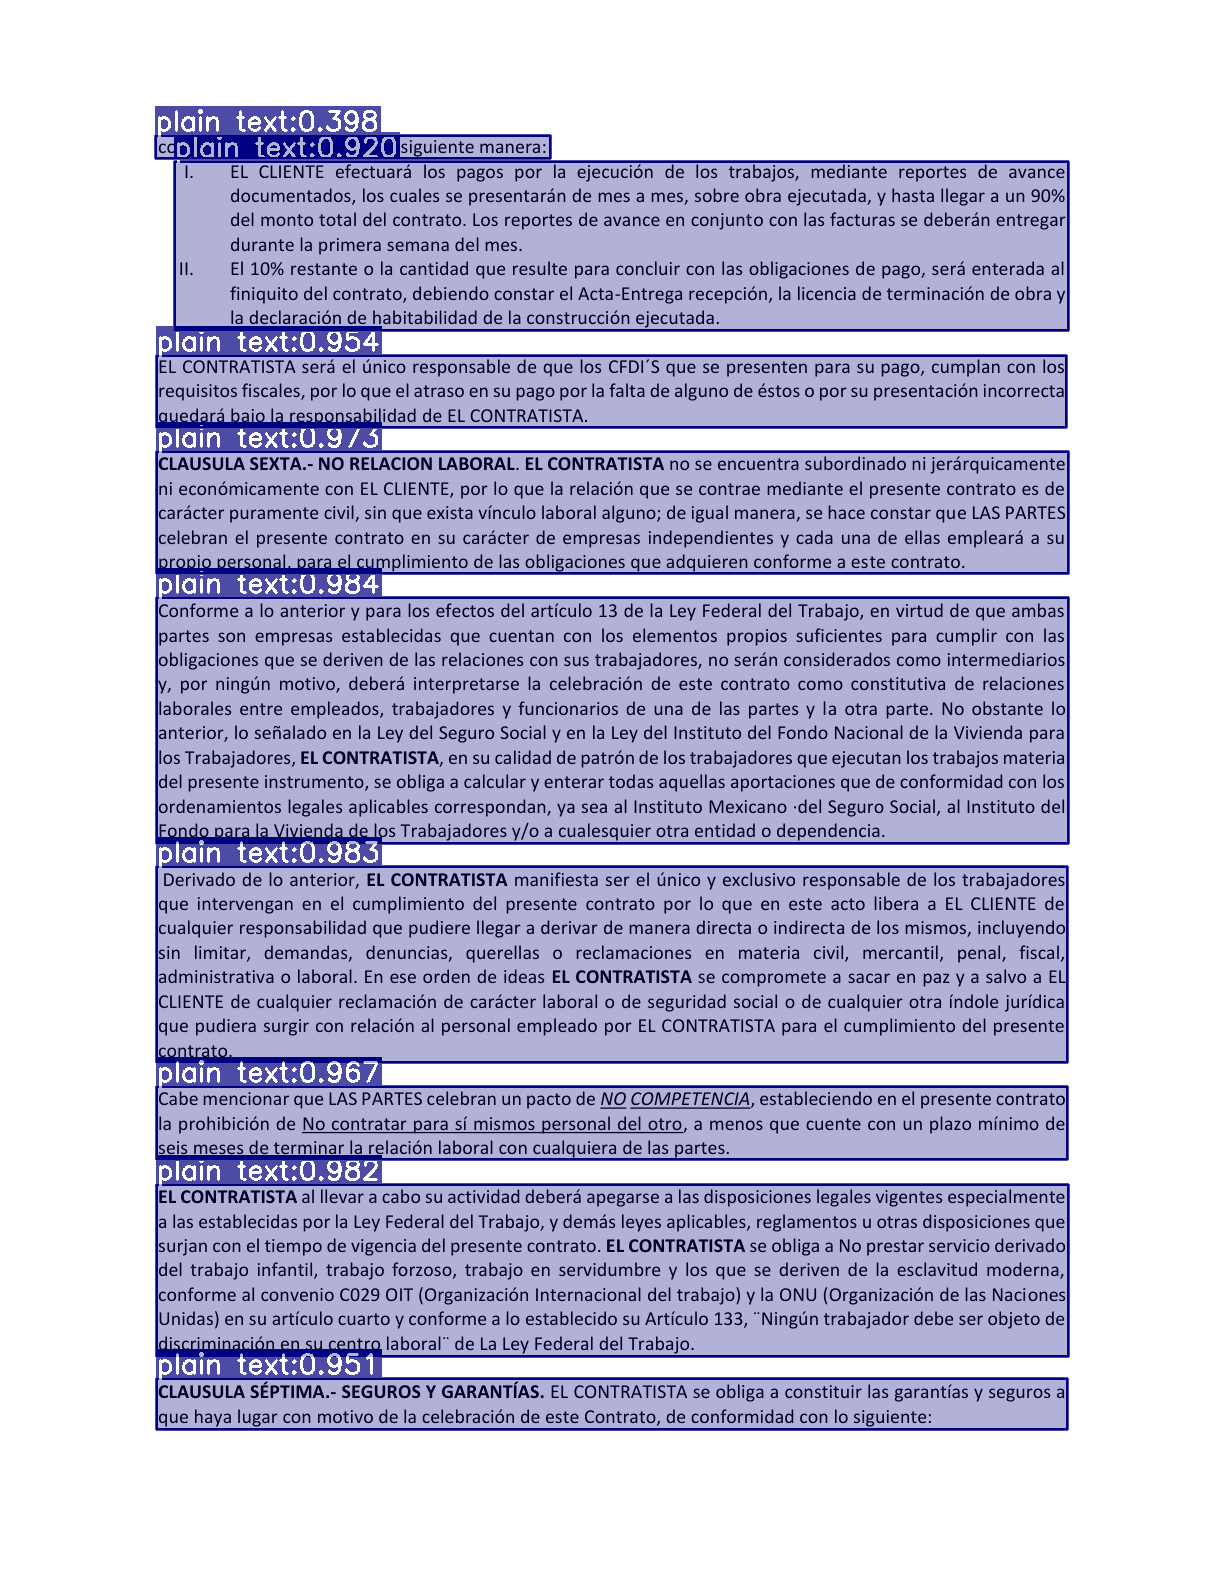 plain text:0.398
plain text:0.920 siguiente manera:
I. EL CLIENTE efectuará los pagos por la ejecución de los trabajos, mediante reportes de avance
documentados, los cuales se presentarán de mes a mes, sobre obra ejecutada, y hasta llegar a un 90%
del monto total del contrato. Los reportes de avance en conjunto con las facturas se deberán entregar
durante la primera semana del mes.
II. El 10% restante o la cantidad que resulte para concluir con las obligaciones de pago, será enterada al
finiquito del contrato, debiendo constar el Acta-Entrega recepción, la licencia de terminación de obra y
la declaración de habitabilidad de la construcción ejecutada.
plain text:0.954
EL CONTRATISTA será el único responsable de que los CFDI´S que se presenten para su pago, cumplan con los
requisitos fiscales, por lo que el atraso en su pago por la falta de alguno de éstos o por su presentación incorrecta
quedará bajo la responsabilidad de EL CONTRATISTA.
plain text:0.973
CLAUSULA SEXTA.- NO RELACION LABORAL. EL CONTRATISTA no se encuentra subordinado ni jerárquicamente
ni económicamente con EL CLIENTE, por lo que la relación que se contrae mediante el presente contrato es de
carácter puramente civil, sin que exista vínculo laboral alguno; de igual manera, se hace constar que LAS PARTES
celebran el presente contrato en su carácter de empresas independientes y cada una de ellas empleará a su
propio personal, para el cumplimiento de las obligaciones que adquieren conforme a este contrato.
plain text:0.984
Conforme a lo anterior y para los efectos del artículo 13 de la Ley Federal del Trabajo, en virtud de que ambas
partes son empresas establecidas que cuentan con los elementos propios suficientes para cumplir con las
obligaciones que se deriven de las relaciones con sus trabajadores, no serán considerados como intermediarios
y, por ningún motivo, deberá interpretarse la celebración de este contrato como constitutiva de relaciones
laborales entre empleados, trabajadores y funcionarios de una de las partes y la otra parte. No obstante lo
anterior, lo señalado en la Ley del Seguro Social y en la Ley del Instituto del Fondo Nacional de la Vivienda para
los Trabajadores, EL CONTRATISTA, en su calidad de patrón de los trabajadores que ejecutan los trabajos materia
del presente instrumento, se obliga a calcular y enterar todas aquellas aportaciones que de conformidad con los
ordenamientos legales aplicables correspondan, ya sea al Instituto Mexicano ·del Seguro Social, al Instituto del
Fondo para la Vivienda de los Trabajadores y/o a cualesquier otra entidad o dependencia.
plain text:0.983
Derivado de lo anterior, EL CONTRATISTA manifiesta ser el único y exclusivo responsable de los trabajadores
que intervengan en el cumplimiento del presente contrato por lo que en este acto libera a EL CLIENTE de
cualquier responsabilidad que pudiere llegar a derivar de manera directa o indirecta de los mismos, incluyendo
sin limitar, demandas, denuncias, querellas o reclamaciones en materia civil, mercantil, penal, fiscal,
administrativa o laboral. En ese orden de ideas EL CONTRATISTA se compromete a sacar en paz y a salvo a EL
CLIENTE de cualquier reclamación de carácter laboral o de seguridad social o de cualquier otra índole jurídica
que pudiera surgir con relación al personal empleado por EL CONTRATISTA para el cumplimiento del presente
contrato.
plain text:0.967
Cabe mencionar que LAS PARTES celebran un pacto de NO COMPETENCIA, estableciendo en el presente contrato
la prohibición de No contratar para sí mismos personal del otro, a menos que cuente con un plazo mínimo de
seis meses de terminar la relación laboral con cualquiera de las partes.
plain text:0.982
EL CONTRATISTA al llevar a cabo su actividad deberá apegarse a las disposiciones legales vigentes especialmente
a las establecidas por la Ley Federal del Trabajo, y demás leyes aplicables, reglamentos u otras disposiciones que
surjan con el tiempo de vigencia del presente contrato. EL CONTRATISTA se obliga a No prestar servicio derivado
del trabajo infantil, trabajo forzoso, trabajo en servidumbre y los que se deriven de la esclavitud moderna,
conforme al convenio C029 OIT (Organización Internacional del trabajo) y la ONU (Organización de las Naciones
Unidas) en su artículo cuarto y conforme a lo establecido su Artículo 133, ¨Ningún trabajador debe ser objeto de
discriminación en su centro laboral¨ de La Ley Federal del Trabajo.
plain text:0.951
CLAUSULA SÉPTIMA.- SEGUROS Y GARANTÍAS. EL CONTRATISTA se obliga a constituir las garantías y seguros a
que haya lugar con motivo de la celebración de este Contrato, de conformidad con lo siguiente: